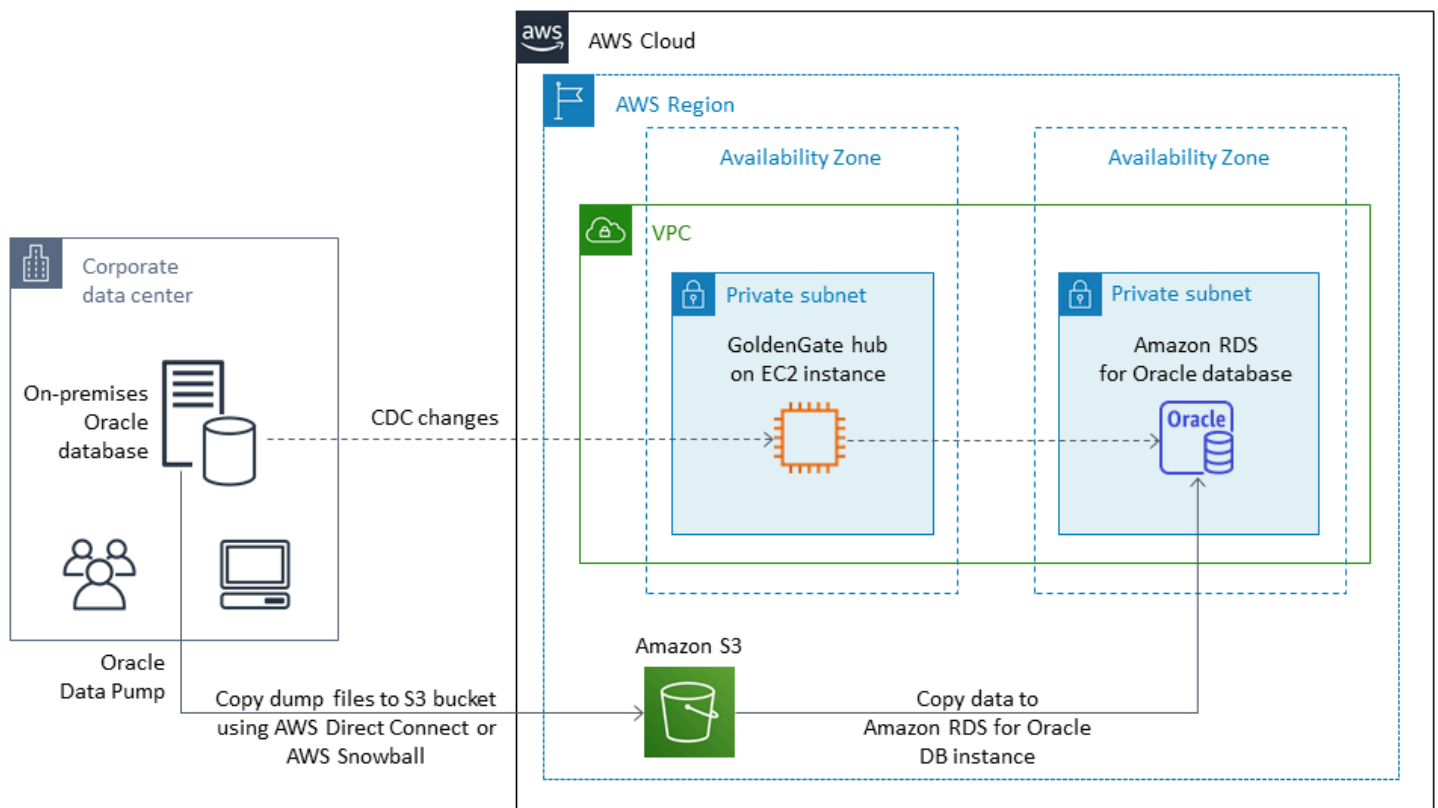 aws
AWS Cloud
AWS Region
Availability Zone
Availability Zone
VPC
Corporate
data center
Private subnet
Private subnet
GoldenGate hub
on EC2 instance
Amazon RDS
for Oracle database
On-premises
Oracle
database
CDC changes
Oracle
Amazon S3
Oracle
Data Pump
Copy dump files to S3 bucket
using AWS Direct Connect or
AWS Snowball
Copy data to
Amazon RDS for Oracle
DB instance